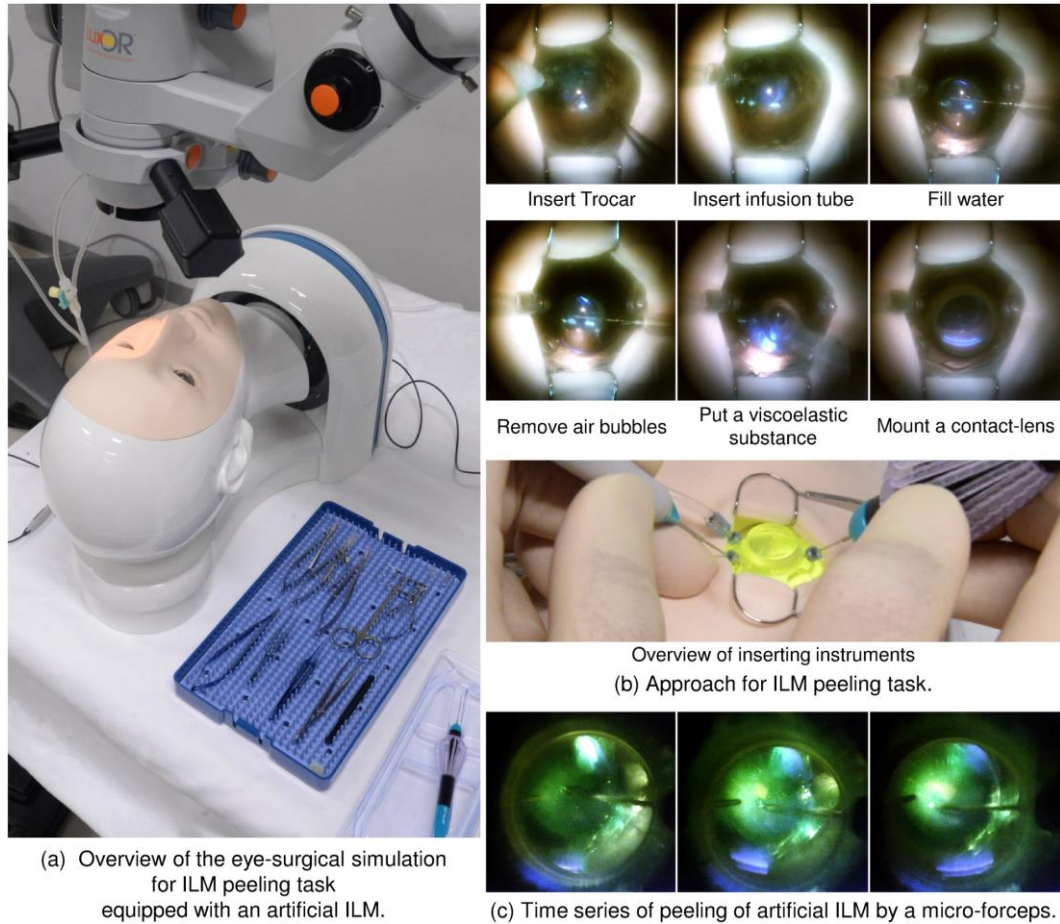 LuxOR
Insert Trocar
Insert infusion tube
Fill water
Remove air bubbles
Put a viscoelastic
substance
Mount a contact-lens
Overview of inserting instruments
(b) Approach for ILM peeling task.
(a) Overview of the eye-surgical simulation
for ILM peeling task
equipped with an artificial ILM.
(c) Time series of peeling of artificial ILM by a micro-forceps.